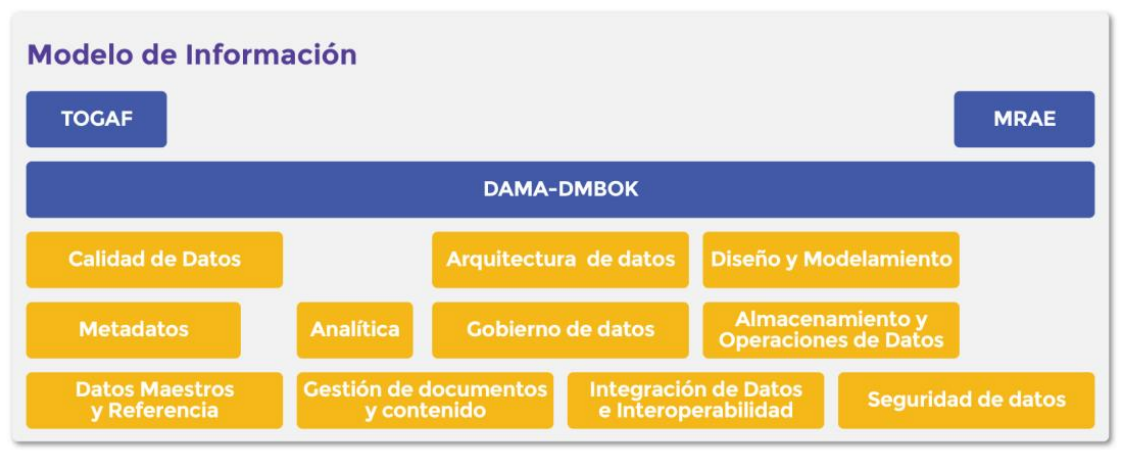 Modelo de Información
TOGAF
MRAE
DAMA-DMBOK
Calidad de Datos
Arquitectura de datos
Diseño y Modelamiento
Metadatos
Analítica
Gobierno de datos
Almacenamiento y
Operaciones de Datos
Datos Maestros
y Referencia
Gestión de documentos
y contenido
Integración de Datos
e Interoperabilidad
Seguridad de datos